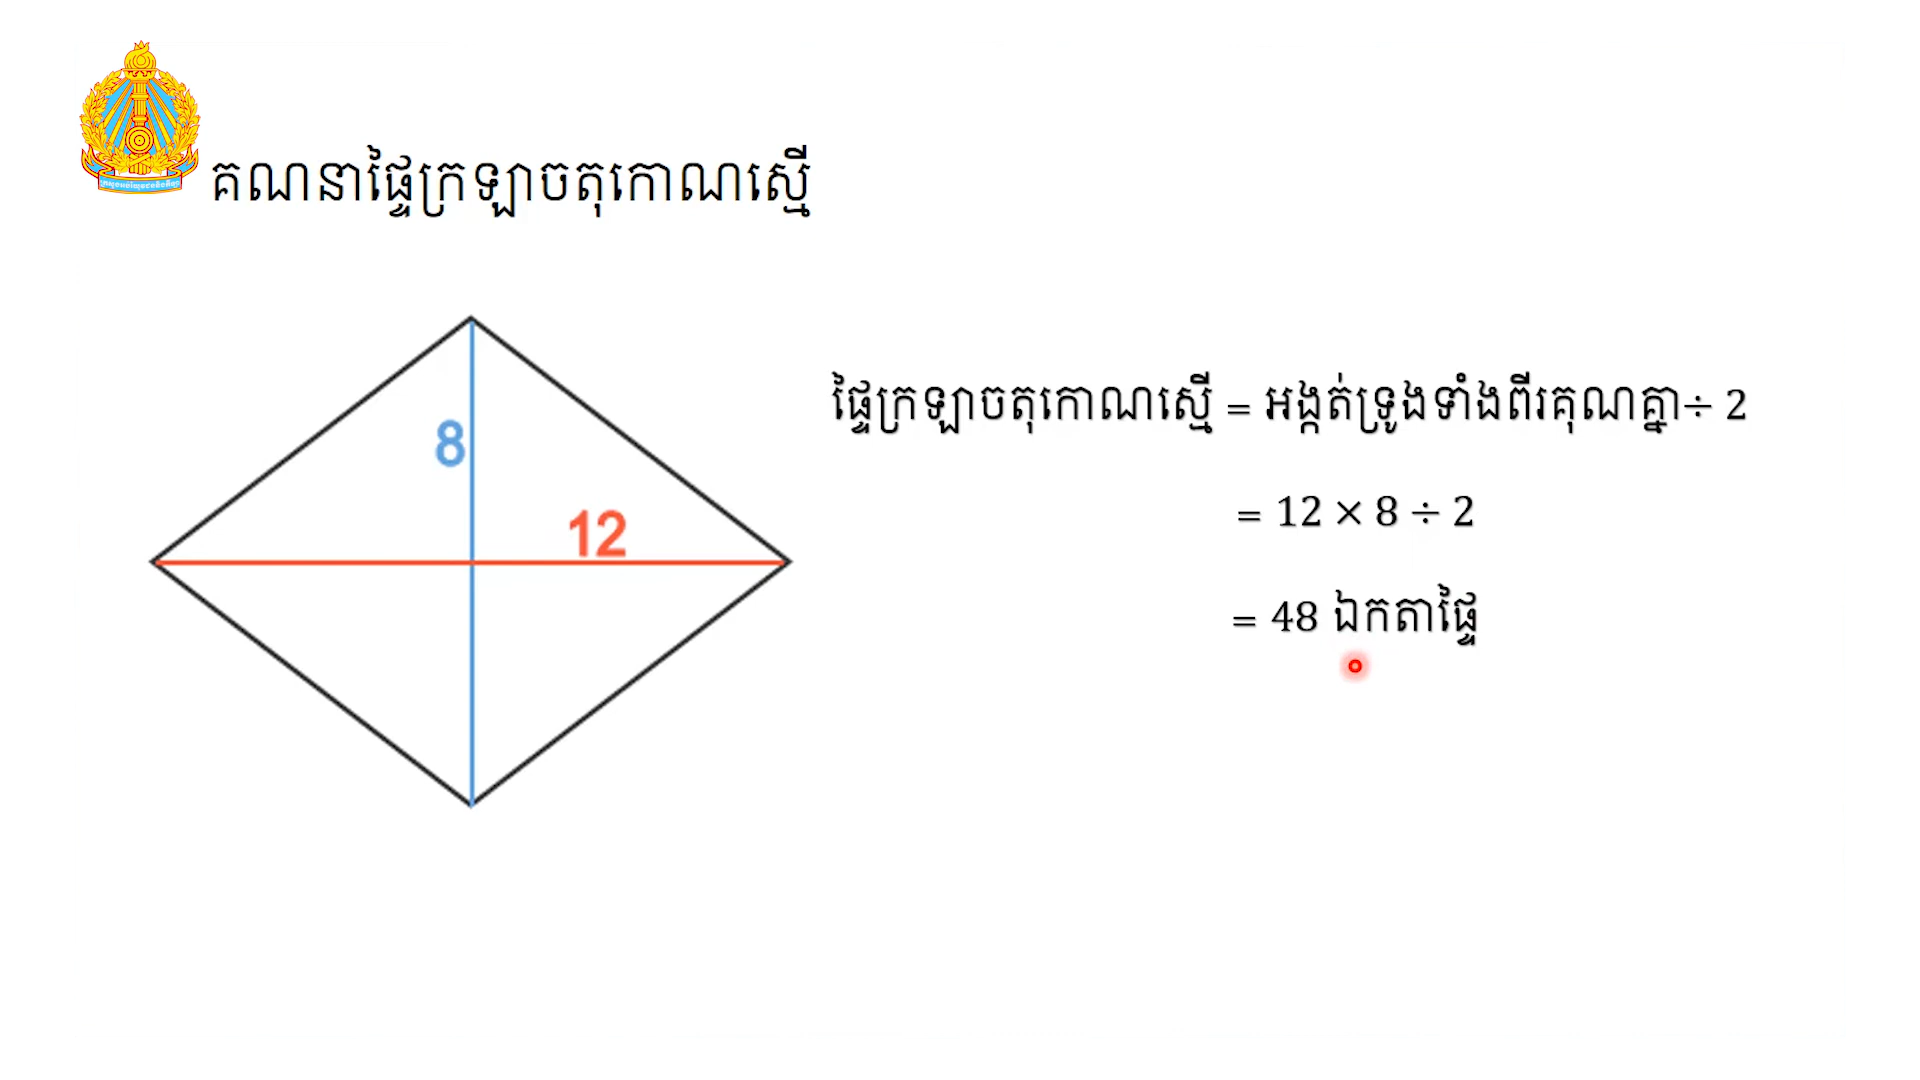 គណនាផ្ទៃក្រឡាចតុកោណស្មើ
8
12
ផ្ទៃក្រឡាចតុកោណស្មើ = អង្កត់ទ្រូងទាំងពីរគុណគ្នា÷ 2
= 12 × 8 ÷ 2
= 48 ឯកតាផ្ទៃ